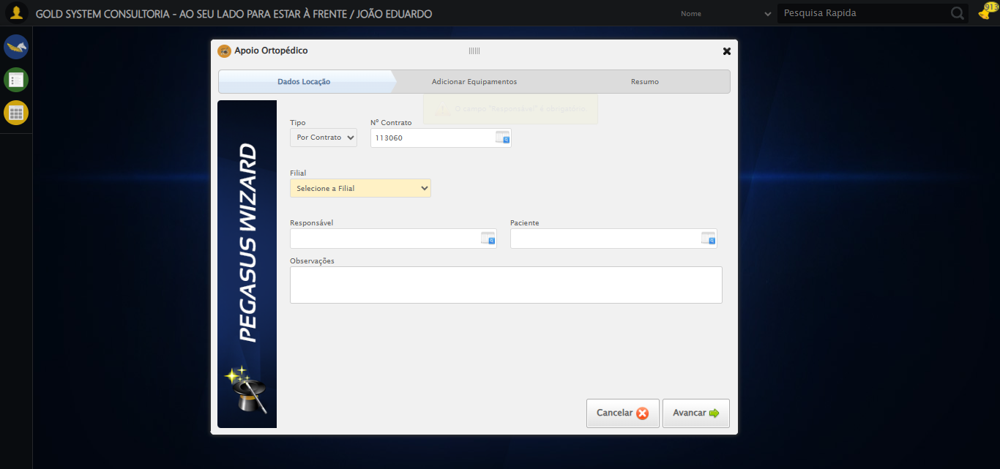 GOLD SYSTEM CONSULTORIA - AO SEU LADO PARA ESTAR À FRENTE / JOÃO EDUARDO
Nome
Pesquisa Rapida
913
Apoio Ortopédico
Dados Locação
Adicionar Equipamentos
Resumo
O campo "Responsável" é obrigatório
Tipo
Nº Contrato
Por Contrato
113060
Filial
Selecione a Filial
Responsável
Paciente
Observações
PEGASUS WIZARD
Cancelar
Avancar